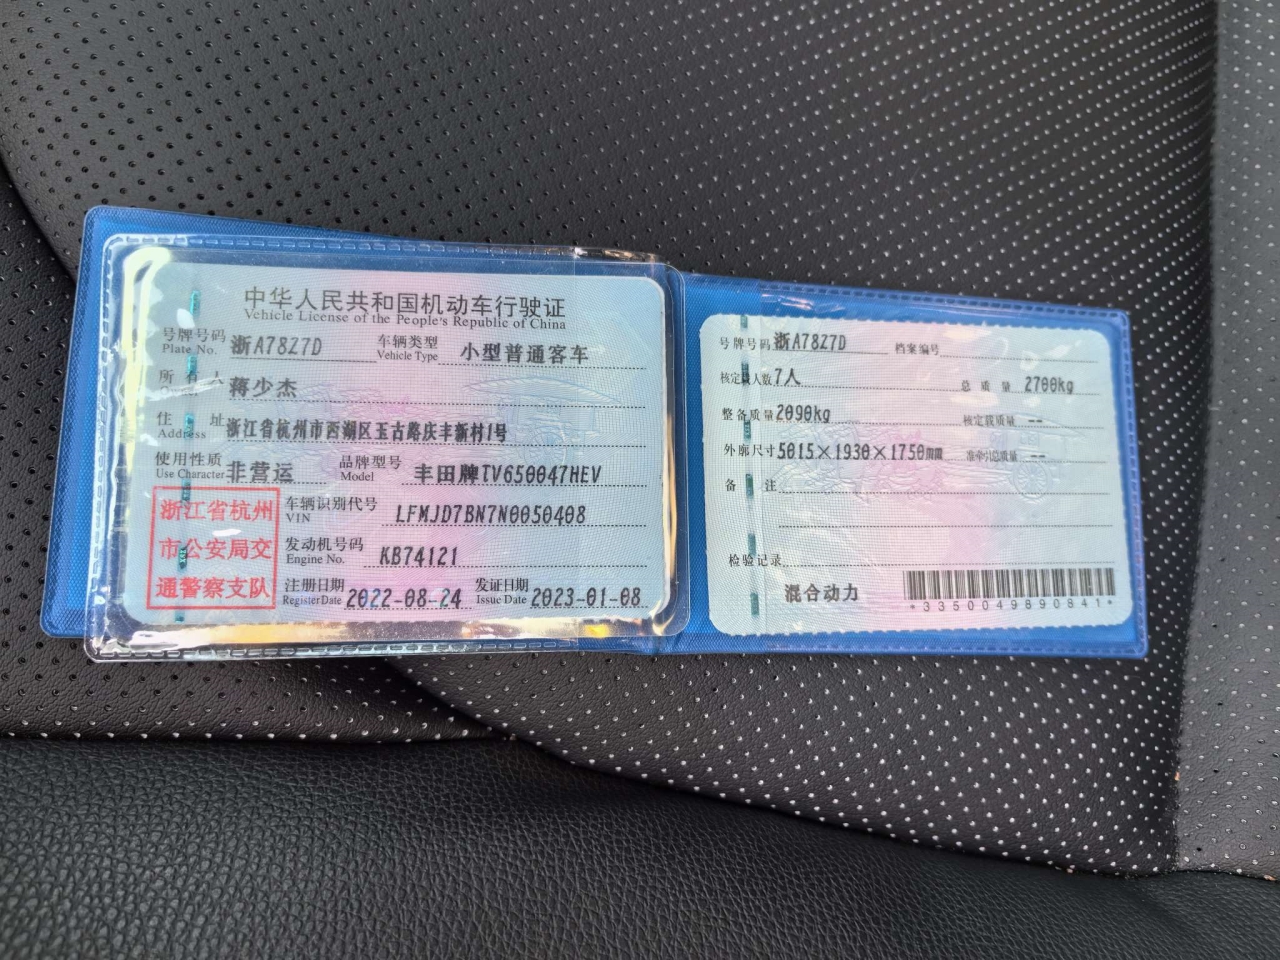 中华人民共和国机动车行驶证
Vehicle License of the People's Republic of China
号牌号码 浙A78Z7D 车辆类型 小型普通客车
Plate No. Vehicle Type
所有人 蒋少杰
住址 浙江省杭州市西湖区玉古路庆丰新村1号
Address
使用性质 非营运 品牌型号 丰田牌TV650047HEV
Use Character Model
浙江省杭州
市公安局交
通警察支队
车辆识别代号 LFMJD7BN7N0050408
VIN
发动机号码 KB74121
Engine No.
注册日期 2022-08-24 发证日期 2023-01-08
Register Date Issue Date
号牌号码 浙A78Z7D 档案编号
核定载人数 7人 总质量 2700kg
整备质量 2090kg 核定载质量 --
外廓尺寸 5015×1930×1750mm 准牵引总质量 --
备注
检验记录
混合动力
*3350049890841*